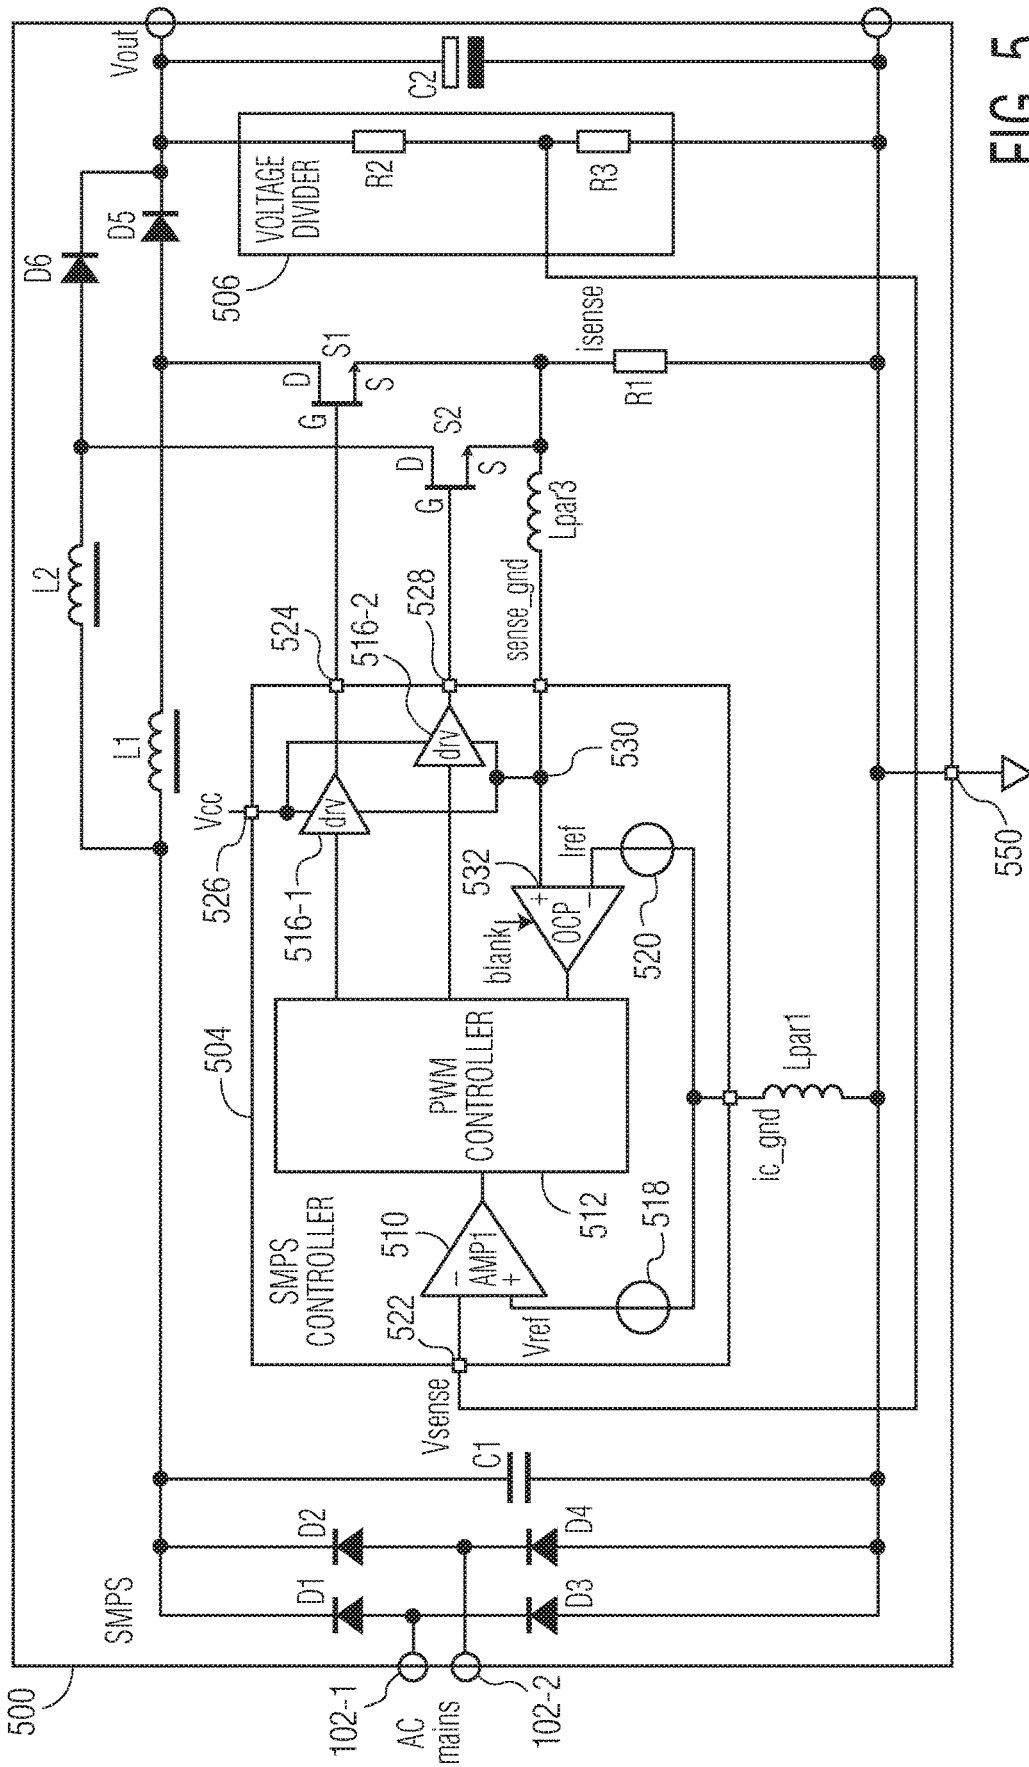 500
SMPS
102-1
AC
mains
102-2
D1
D2
D3
D4
C1
Vsense
522
SMPS
CONTROLLER
504
510
AMP1
−
+
Vref
518
512
PWM
CONTROLLER
ic_gnd
Lpar1
blank
532
OCP
+
−
Iref
520
530
516-1
526
Vcc
drv
drv
516-2
524
528
sense_gnd
Lpar3
L1
L2
G
D
S
S1
G
D
S
S2
isense
R1
D5
D6
506
VOLTAGE
DIVIDER
R2
R3
C2
Vout
550
FIG. 5